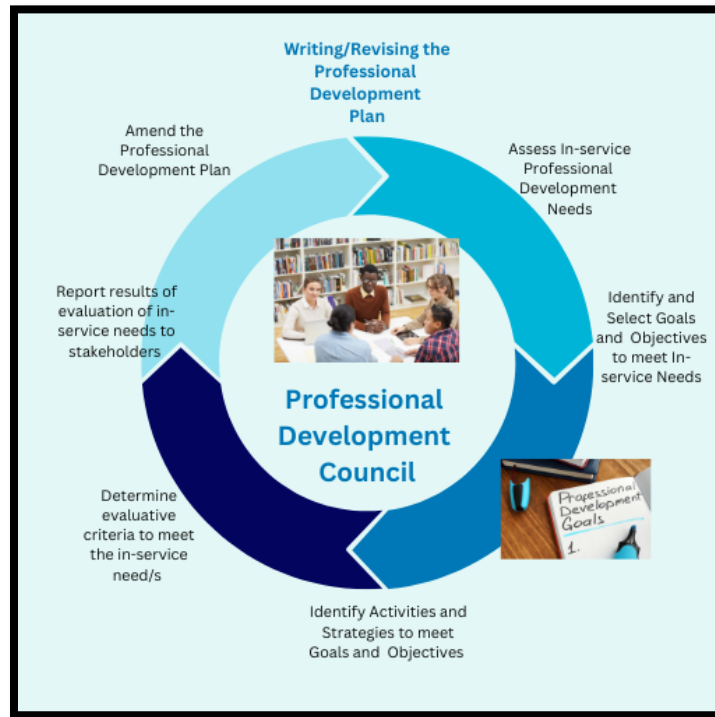 Writing/Revising the
Professional
Development
Plan
Assess In-service
Professional
Development
Needs
Identify and
Select Goals
and Objectives
to meet In-
service Needs
Professional
Development
Goals
1.
Identify Activities and
Strategies to meet
Goals and Objectives
Determine
evaluative
criteria to meet
the in-service
need/s
Report results of
evaluation of in-
service needs to
stakeholders
Amend the
Professional
Development Plan
Professional
Development
Council